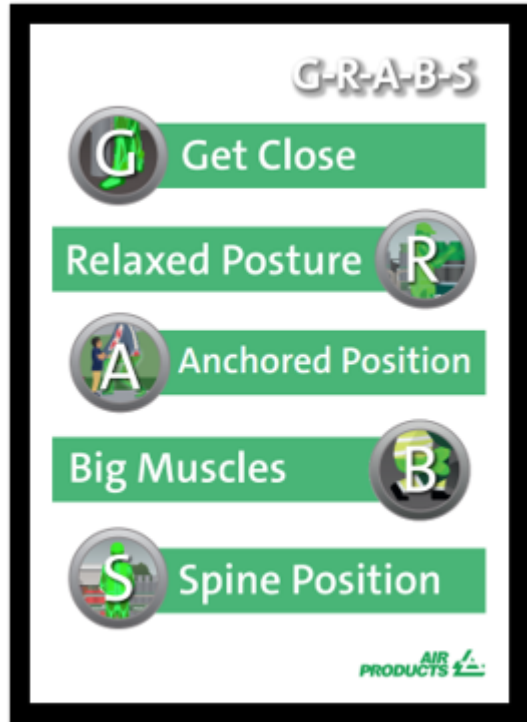 G-R-A-B-S
G Get Close
Relaxed Posture R
A Anchored Position
Big Muscles B
S Spine Position
AIR
PRODUCTS